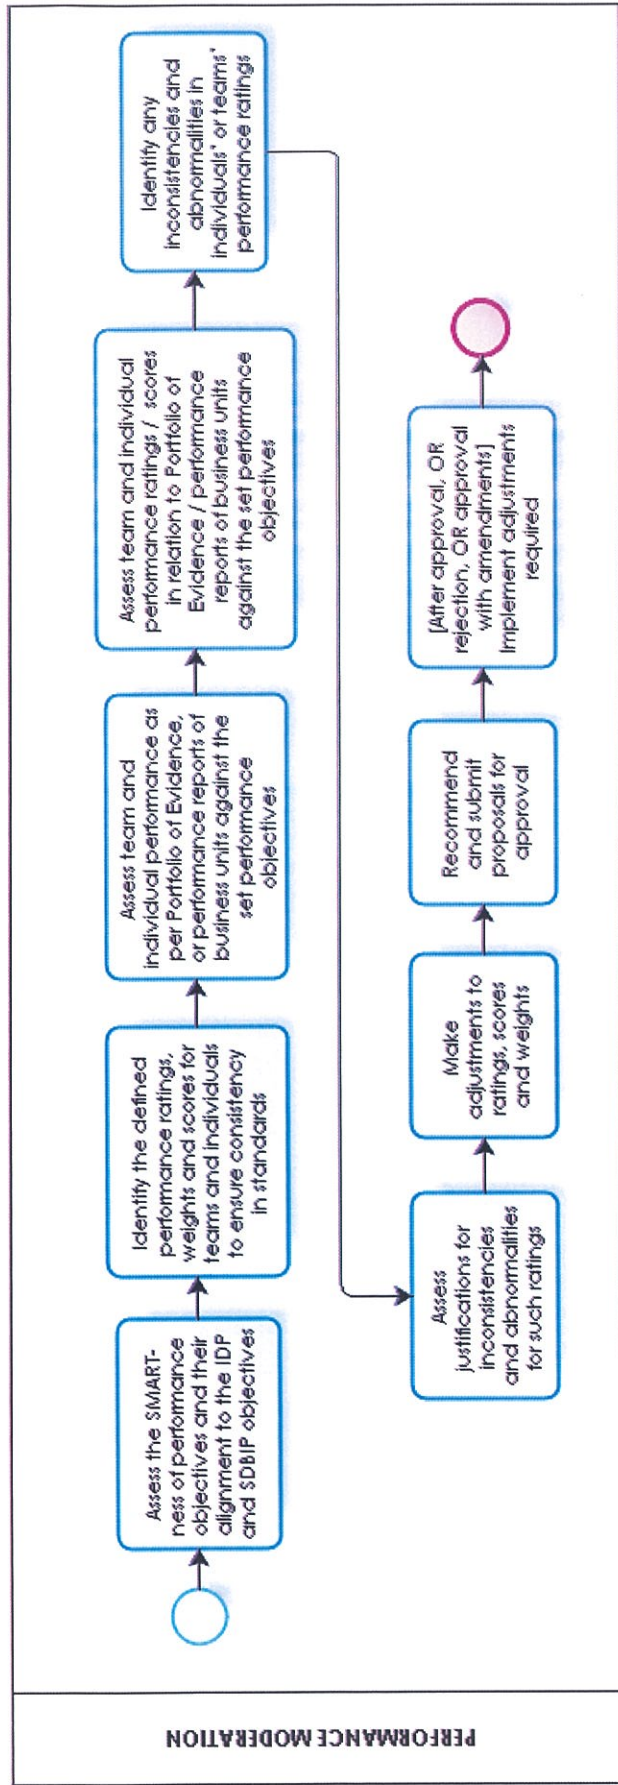 PERFORMANCE MODERATION
Assess the SMART-
ness of performance
objectives and their
alignment to the IDP
and SDBIP objectives
Identify the defined
performance ratings,
weights and scores for
teams and individuals
to ensure consistency
in standards
Assess team and
individual performance as
per Portfolio of Evidence,
or performance reports of
business units against the
set performance
objectives
Assess team and individual
performance ratings / scores
in relation to Portfolio of
Evidence / performance
reports of business units
against the set performance
objectives
Identify any
inconsistencies and
abnormalities in
individuals' or teams'
performance ratings
Assess
justifications for
inconsistencies
and abnormalities
for such ratings
Make
adjustments to
ratings, scores
and weights
Recommend
and submit
proposals for
approval
[After approval, OR
rejection, OR approval
with amendments]
Implement adjustments
required